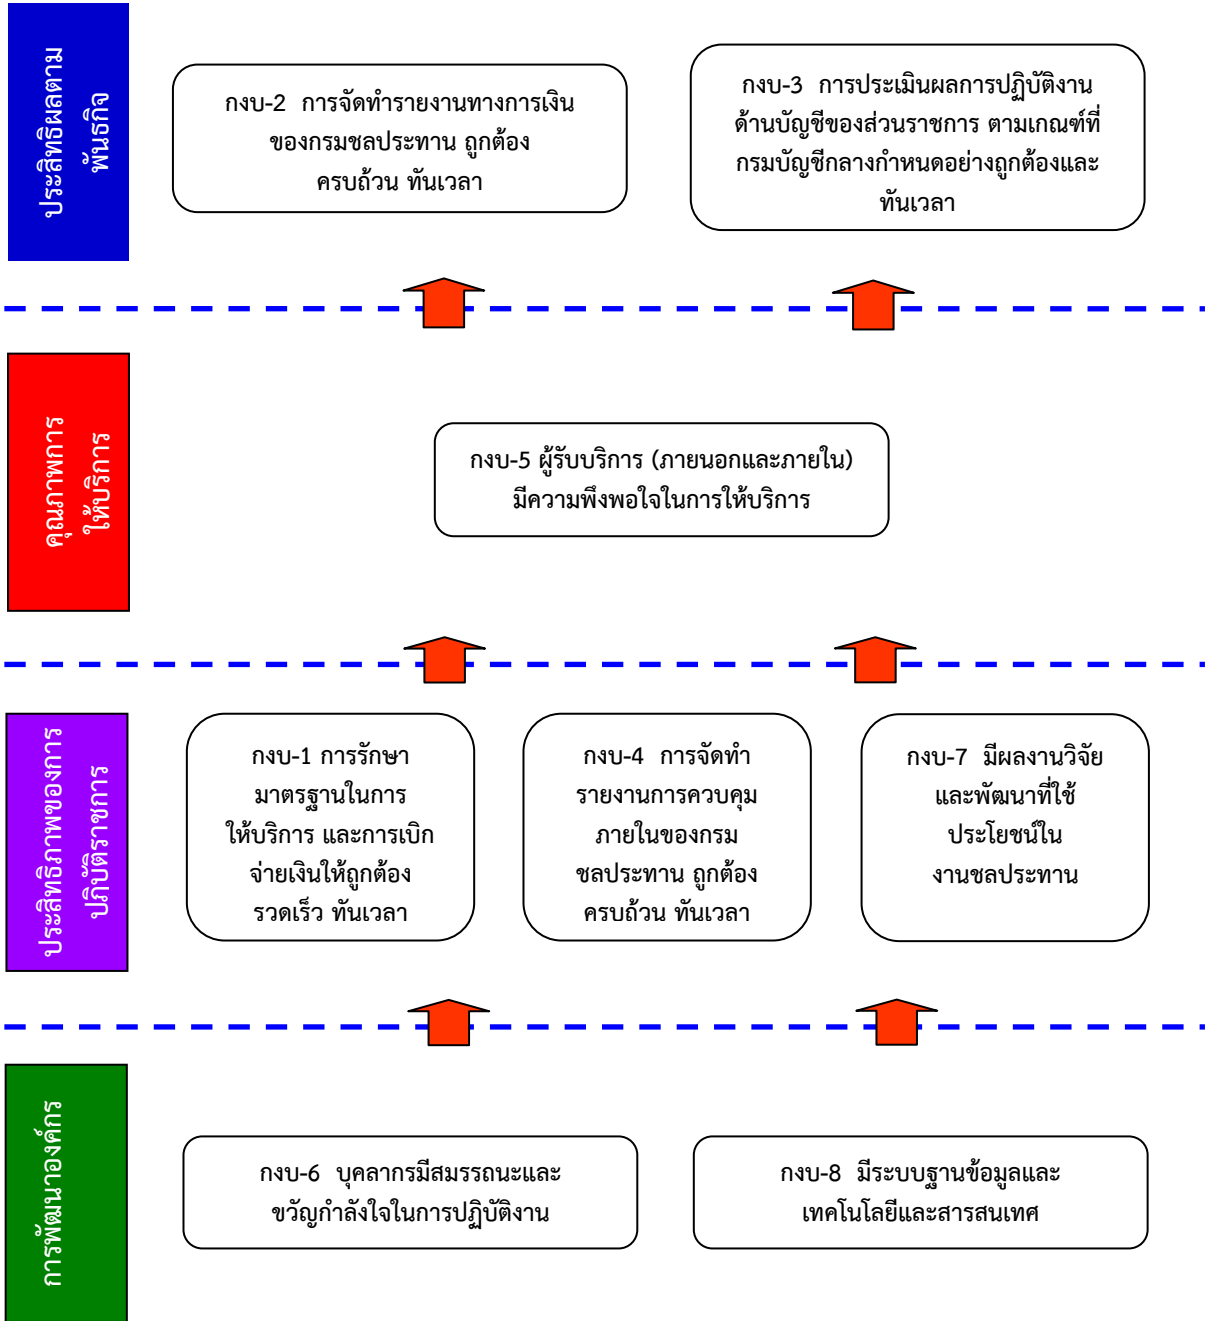 ประสิทธิผลตาม
พันธกิจ
กงบ-2 การจัดทำรายงานทางการเงิน
ของกรมชลประทาน ถูกต้อง
ครบถ้วน ทันเวลา
กงบ-3 การประเมินผลการปฏิบัติงาน
ด้านบัญชีของส่วนราชการ ตามเกณฑ์ที่
กรมบัญชีกลางกำหนดอย่างถูกต้องและ
ทันเวลา
คุณภาพการ
ให้บริการ
กงบ-5 ผู้รับบริการ (ภายนอกและภายใน)
มีความพึงพอใจในการให้บริการ
ประสิทธิภาพของการ
ปฏิบัติราชการ
กงบ-1 การรักษา
มาตรฐานในการ
ให้บริการ และการเบิก
จ่ายเงินให้ถูกต้อง
รวดเร็ว ทันเวลา
กงบ-4 การจัดทำ
รายงานการควบคุม
ภายในของกรม
ชลประทาน ถูกต้อง
ครบถ้วน ทันเวลา
กงบ-7 มีผลงานวิจัย
และพัฒนาที่ใช้
ประโยชน์ใน
งานชลประทาน
การพัฒนาองค์กร
กงบ-6 บุคลากรมีสมรรถนะและ
ขวัญกำลังใจในการปฏิบัติงาน
กงบ-8 มีระบบฐานข้อมูลและ
เทคโนโลยีและสารสนเทศ